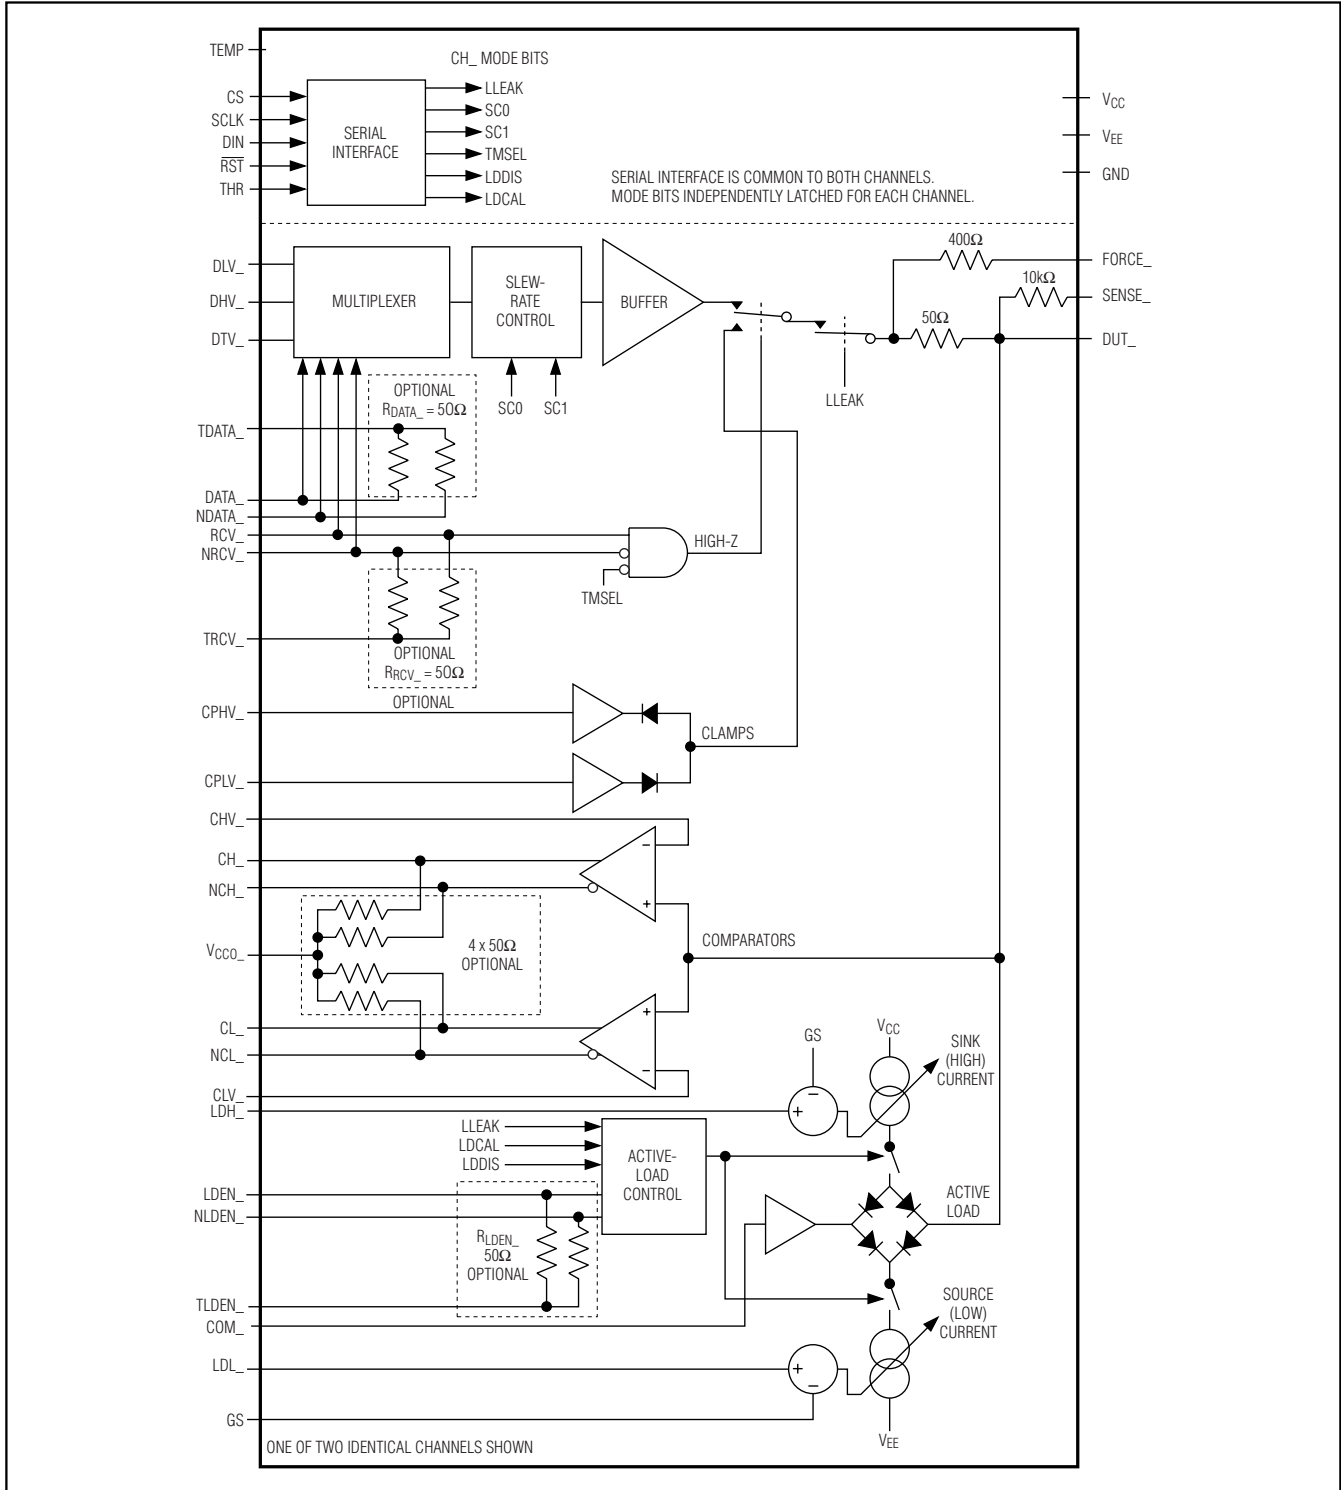 TEMP
CH_ MODE BITS
CS
SCLK
DIN
RST
THR
SERIAL
INTERFACE
LLEAK
SC0
SC1
TMSEL
LDDIS
LDCAL
VCC
VEE
GND
SERIAL INTERFACE IS COMMON TO BOTH CHANNELS.
MODE BITS INDEPENDENTLY LATCHED FOR EACH CHANNEL.
DLV_
DHV_
DTV_
MULTIPLEXER
SLEW-
RATE
CONTROL
BUFFER
400Ω
10kΩ
50Ω
FORCE_
SENSE_
DUT_
SC0
SC1
LLEAK
OPTIONAL
RDATA_ = 50Ω
TDATA_
DATA_
NDATA_
RCV_
NRCV_
HIGH-Z
TMSEL
TRCV_
OPTIONAL
RRCV_ = 50Ω
OPTIONAL
CPHV_
CLAMPS
CPLV_
CHV_
CH_
NCH_
−
+
VCCO_
4 x 50Ω
OPTIONAL
COMPARATORS
CL_
NCL_
+
−
CLV_
LDH_
GS
−
+
VCC
SINK
(HIGH)
CURRENT
LLEAK
LDCAL
LDDIS
ACTIVE-
LOAD
CONTROL
LDEN_
NLDEN_
RLDEN_
50Ω
OPTIONAL
ACTIVE
LOAD
TLDEN_
COM_
SOURCE
(LOW)
CURRENT
LDL_
+
−
GS
VEE
ONE OF TWO IDENTICAL CHANNELS SHOWN